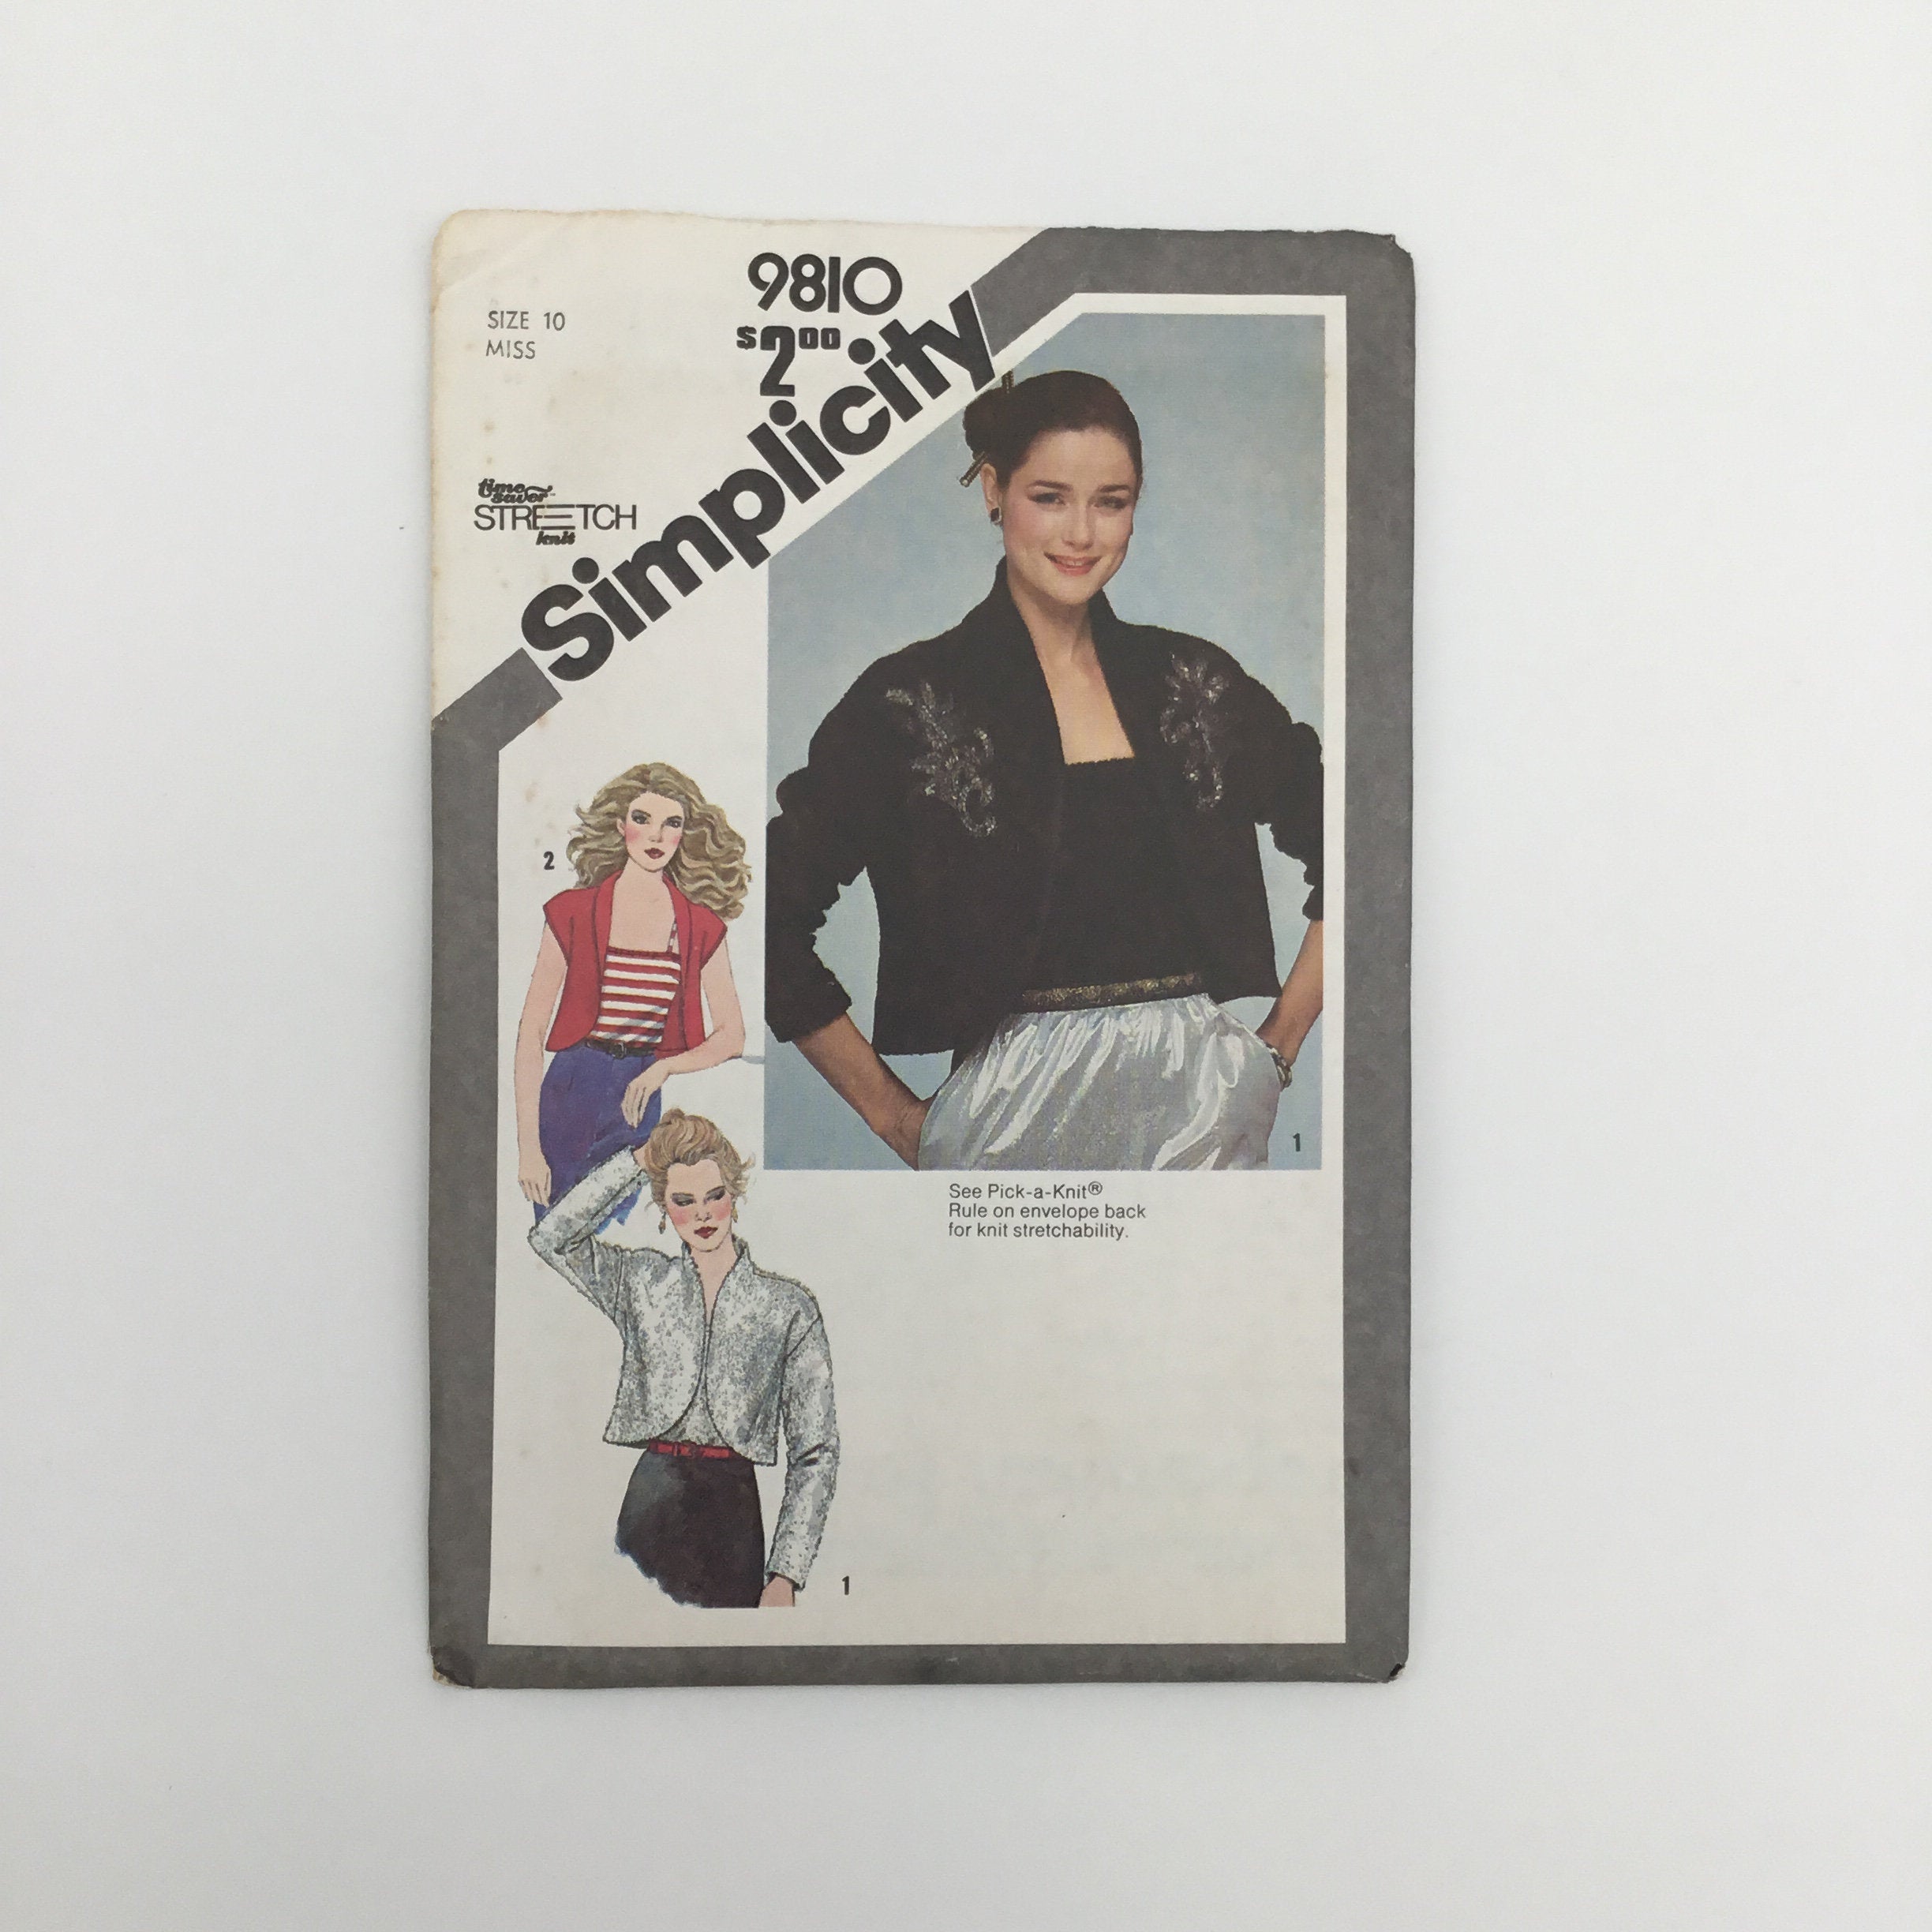 9810
$2.00
SIZE 10
MISS
Simplicity
time
saver™
STRETCH
knit
2
1
See Pick-a-Knit®
Rule on envelope back
for knit stretchability.
1